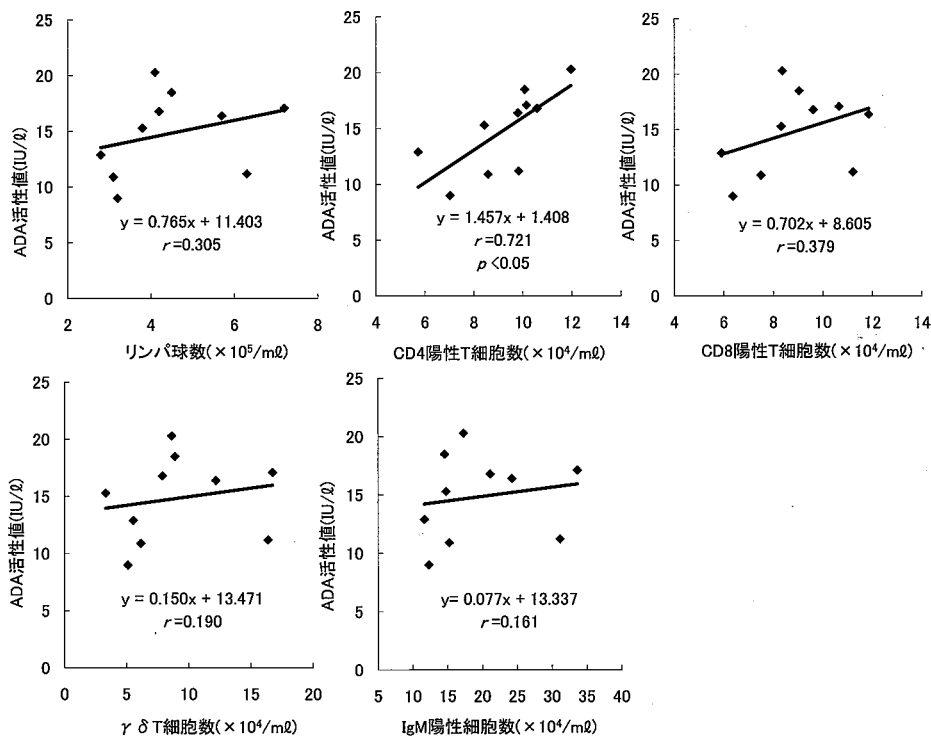 25
20
15
10
5
0
ADA活性値(IU/ℓ)
y = 0.765x + 11.403
r=0.305
2 4 6 8
リンパ球数(×10⁵/mℓ)
25
20
15
10
5
0
ADA活性値(IU/ℓ)
y = 1.457x + 1.408
r=0.721
p<0.05
4 6 8 10 12 14
CD4陽性T細胞数(×10⁴/mℓ)
25
20
15
10
5
0
ADA活性値(IU/ℓ)
y = 0.702x + 8.605
r=0.379
4 6 8 10 12 14
CD8陽性T細胞数(×10⁴/mℓ)
25
20
15
10
5
0
ADA活性値(IU/ℓ)
y = 0.150x + 13.471
r=0.190
0 5 10 15 20
γδT細胞数(×10⁴/mℓ)
25
20
15
10
5
0
ADA活性値(IU/ℓ)
y= 0.077x + 13.337
r=0.161
5 10 15 20 25 30 35 40
IgM陽性細胞数(×10⁴/mℓ)